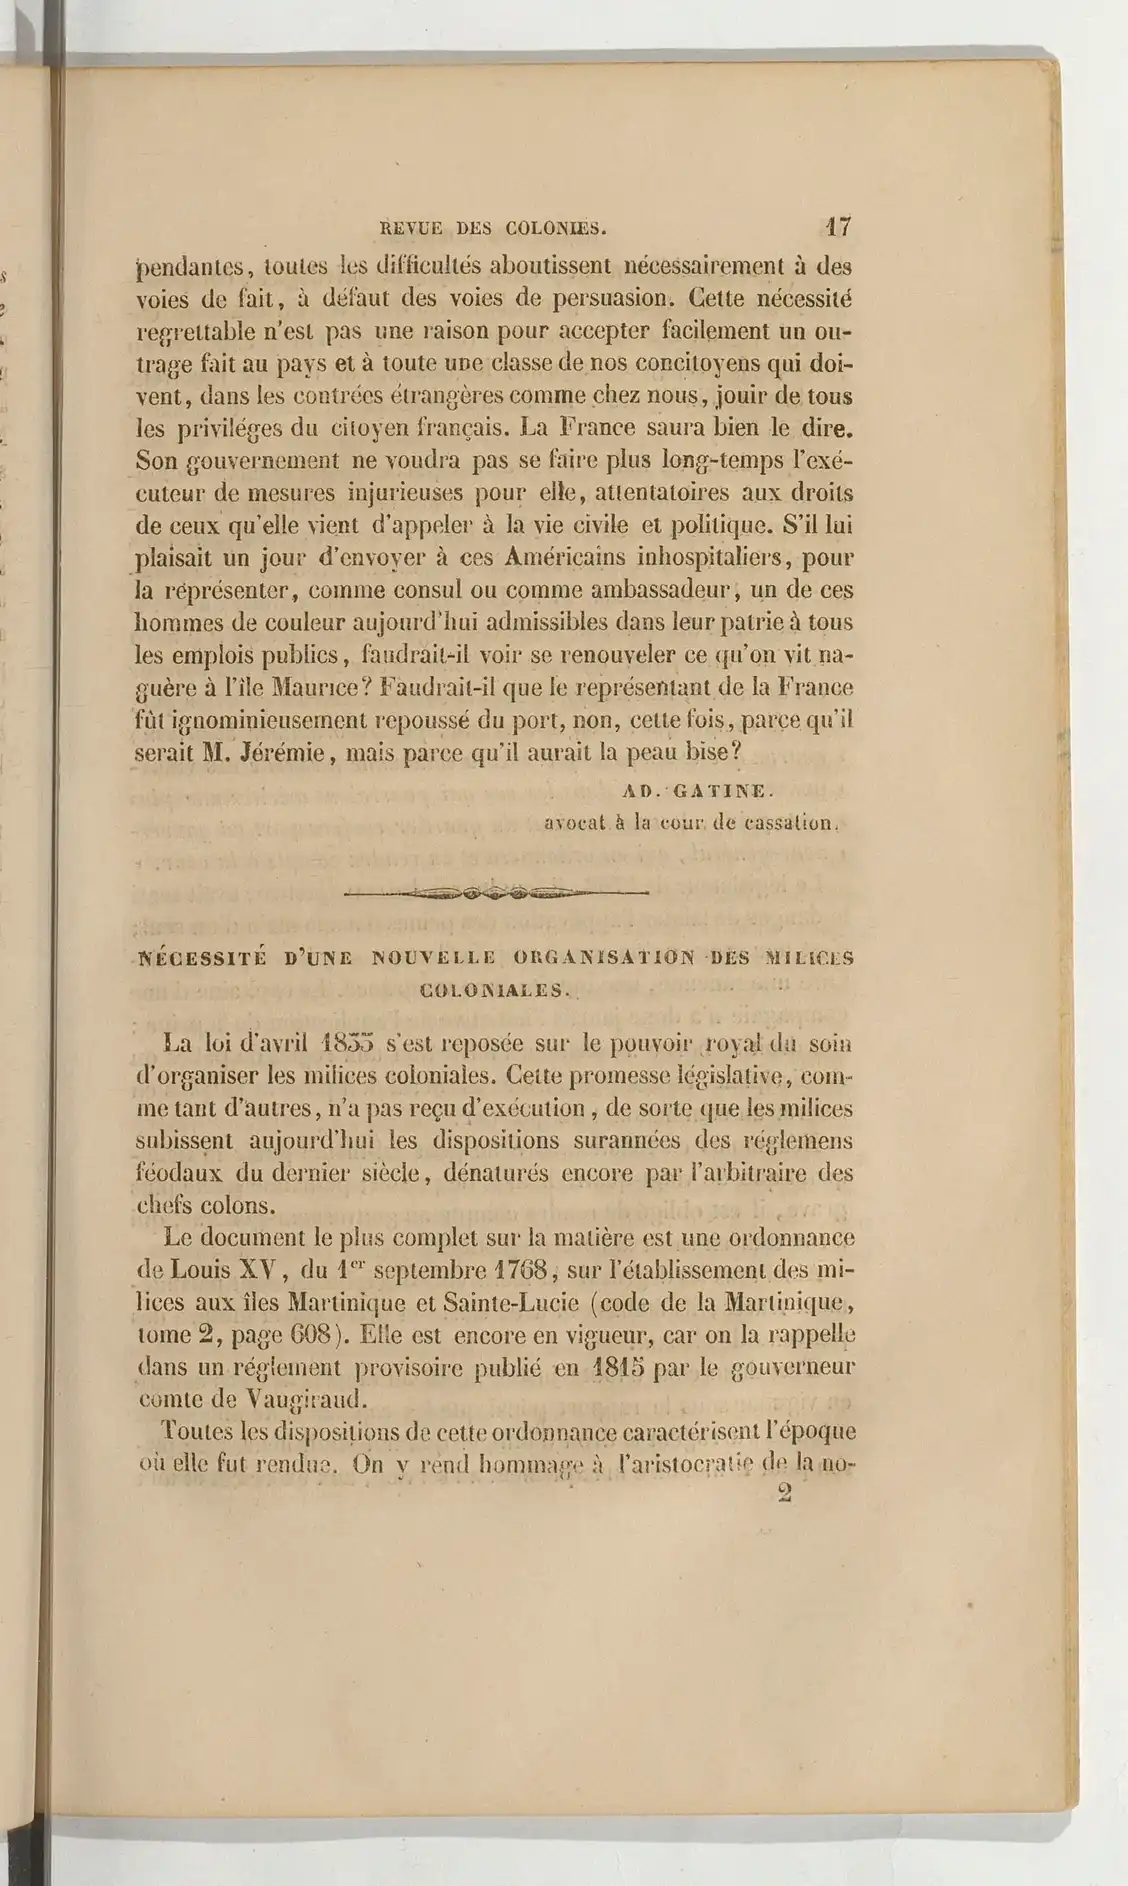 REVUE DES COLONIES. 17
pendantes, toutes les difficultés aboutissent nécessairement à des
voies de fait, à défaut des voies de persuasion. Cette nécessité
regrettable n'est pas une raison pour accepter facilement un ou-
trage fait au pays et à toute une classe de nos concitoyens qui doi-
vent, dans les contrées étrangères comme chez nous, jouir de tous
les priviléges du citoyen français. La France saura bien le dire.
Son gouvernement ne voudra pas se faire plus long-temps l'exé-
cuteur de mesures injurieuses pour elle, attentatoires aux droits
de ceux qu'elle vient d'appeler à la vie civile et politique. S'il lui
plaisait un jour d'envoyer à ces Américains inhospitaliers, pour
la réprésenter, comme consul ou comme ambassadeur, un de ces
hommes de couleur aujourd'hui admissibles dans leur patrie à tous
les emplois publics, faudrait-il voir se renouveler ce qu'on vit na-
guère à l'île Maurice? Faudrait-il que le représentant de la France
fût ignominieusement repoussé du port, non, cette fois, parce qu'il
serait M. Jérémie, mais parce qu'il aurait la peau bise?
AD. GATINE.
avocat à la cour de cassation.
NÉCESSITÉ D'UNE NOUVELLE ORGANISATION DES MILICES
COLONIALES.
La loi d'avril 1833 s'est reposée sur le pouvoir royal du soin
d'organiser les milices coloniales. Cette promesse législative, com-
me tant d'autres, n'a pas reçu d'exécution, de sorte que les milices
subissent aujourd'hui les dispositions surannées des réglemens
féodaux du dernier siècle, dénaturés encore par l'arbitraire des
chefs colons.
Le document le plus complet sur la matière est une ordonnance
de Louis XV, du 1er septembre 1768, sur l'établissement des mi-
lices aux îles Martinique et Sainte-Lucie (code de la Martinique,
tome 2, page 608). Elle est encore en vigueur, car on la rappelle
dans un réglement provisoire publié en 1815 par le gouverneur
comte de Vaugiraud.
Toutes les dispositions de cette ordonnance caractérisent l'époque
où elle fut rendue. On y rend hommage à l'aristocratie de la no-
2